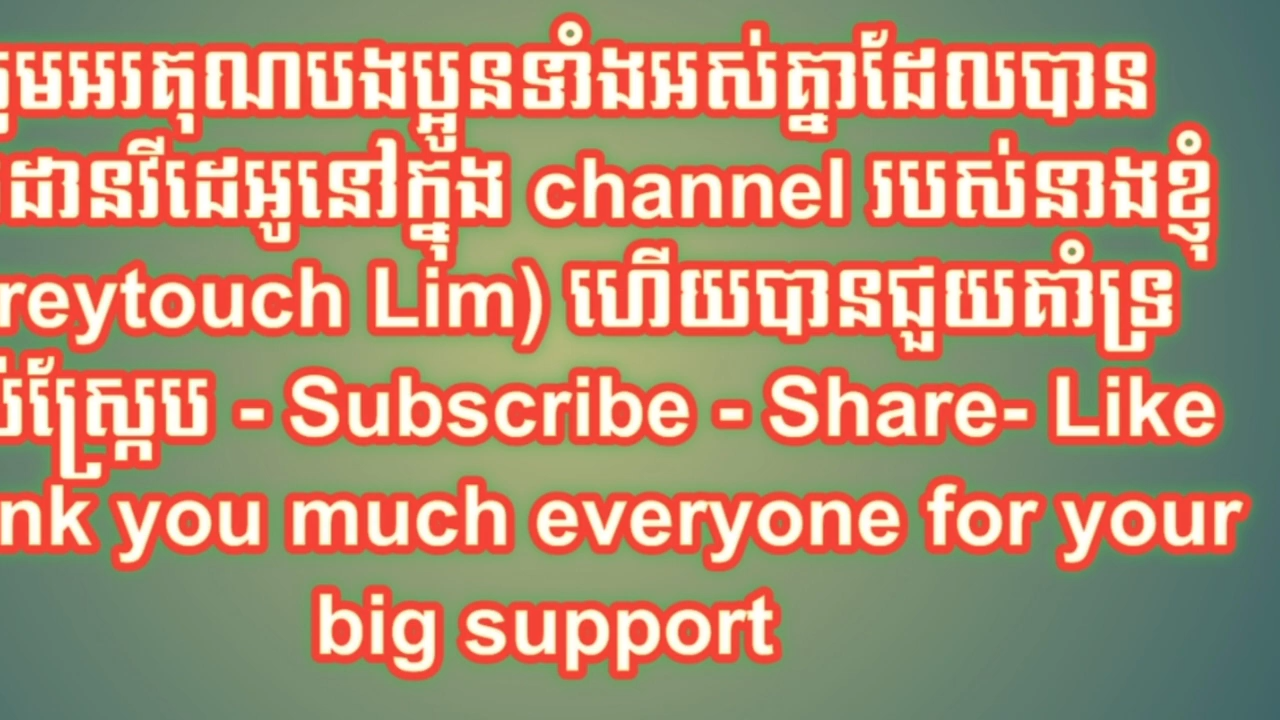 សូមអរគុណបងប្អូនទាំងអស់គ្នាដែលបាន
ដានវីដេអូនៅក្នុង channel របស់នាងខ្ញុំ
reytouch Lim) ហើយបានជួយគាំទ្រ
ប់ស្ក្រែប - Subscribe - Share- Like
nk you much everyone for your
big support